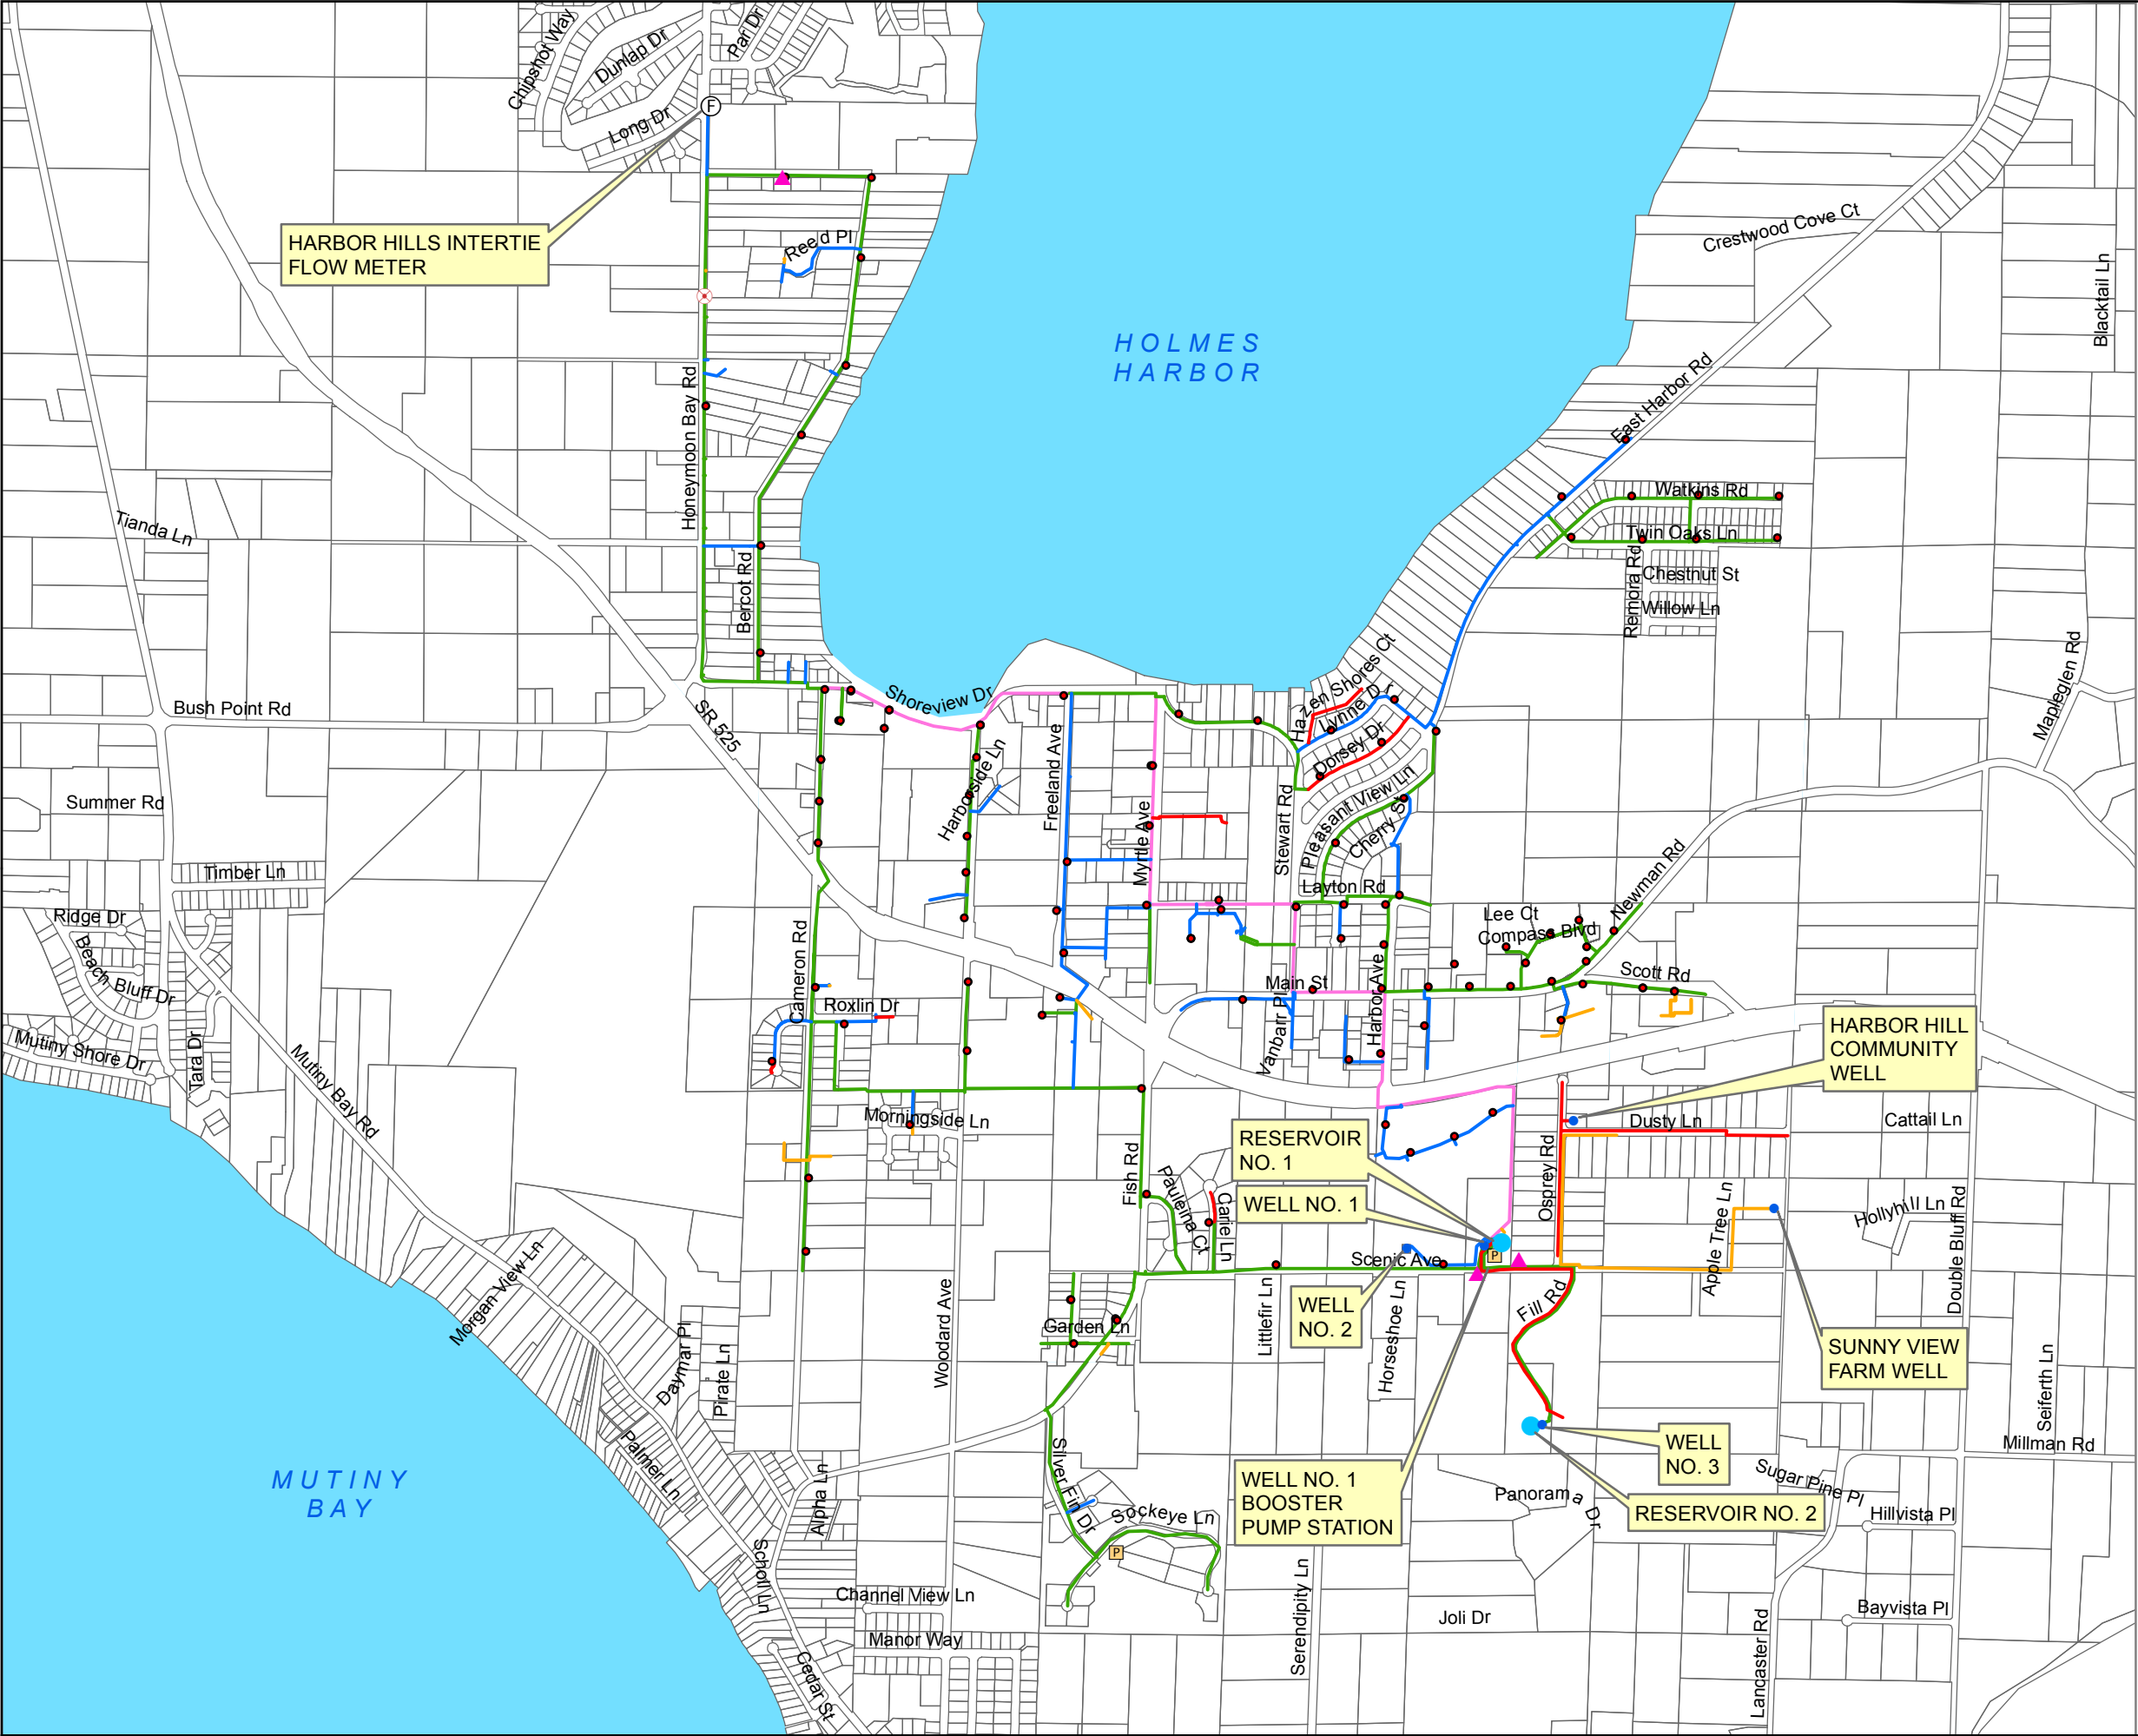 Chipshot Way
Dunlap Dr
Par Dr
Long Dr
F
HARBOR HILLS INTERTIE
FLOW METER
Reed Pl
HOLMES
HARBOR
Crestwood Cove Ct
Blacktail Ln
East Harbor Rd
Honeymoon Bay Rd
Tianda Ln
Bercot Rd
Watkins Rd
Twin Oaks Ln
Remora Rd
Chestnut St
Willow Ln
Mapleglen Rd
Bush Point Rd
SR 525
Shoreview Dr
Hazen Shores Ct
Lynne Dr
Dorsey Dr
Pleasant View Ln
Cherry St
Harborside Ln
Freeland Ave
Myrtle Ave
Stewart Rd
Summer Rd
Timber Ln
Layton Rd
Newman Rd
Ridge Dr
Beach Bluff Dr
Lee Ct
Compass Blvd
Cameron Rd
Main St
Scott Rd
Roxlin Dr
Vanbarr Pl
Harbor Ave
Mutiny Shore Dr
Tara Dr
Mutiny Bay Rd
HARBOR HILL
COMMUNITY
WELL
Morningside Ln
Dusty Ln
Cattail Ln
RESERVOIR
NO. 1
Fish Rd
Pauleina Ct
Carie Ln
WELL NO. 1
Osprey Rd
Apple Tree Ln
Hollyhill Ln
Double Bluff Rd
Scenic Ave
P
Morgan View Ln
Woodard Ave
Littlefir Ln
WELL
NO. 2
Horseshoe Ln
Fill Rd
Garden Ln
SUNNY VIEW
FARM WELL
Daymar Pl
Pirate Ln
Seiferth Ln
Palmer Ln
Silver Fin Dr
WELL
NO. 3
Millman Rd
MUTINY
BAY
Alpha Ln
WELL NO. 1
BOOSTER
PUMP STATION
Panorama Dr
Sugar Pine Pl
RESERVOIR NO. 2
Hillvista Pl
Sockeye Ln
P
Scholl Ln
Channel View Ln
Serendipity Ln
Joli Dr
Bayvista Pl
Manor Way
Lancaster Rd
Cedar St